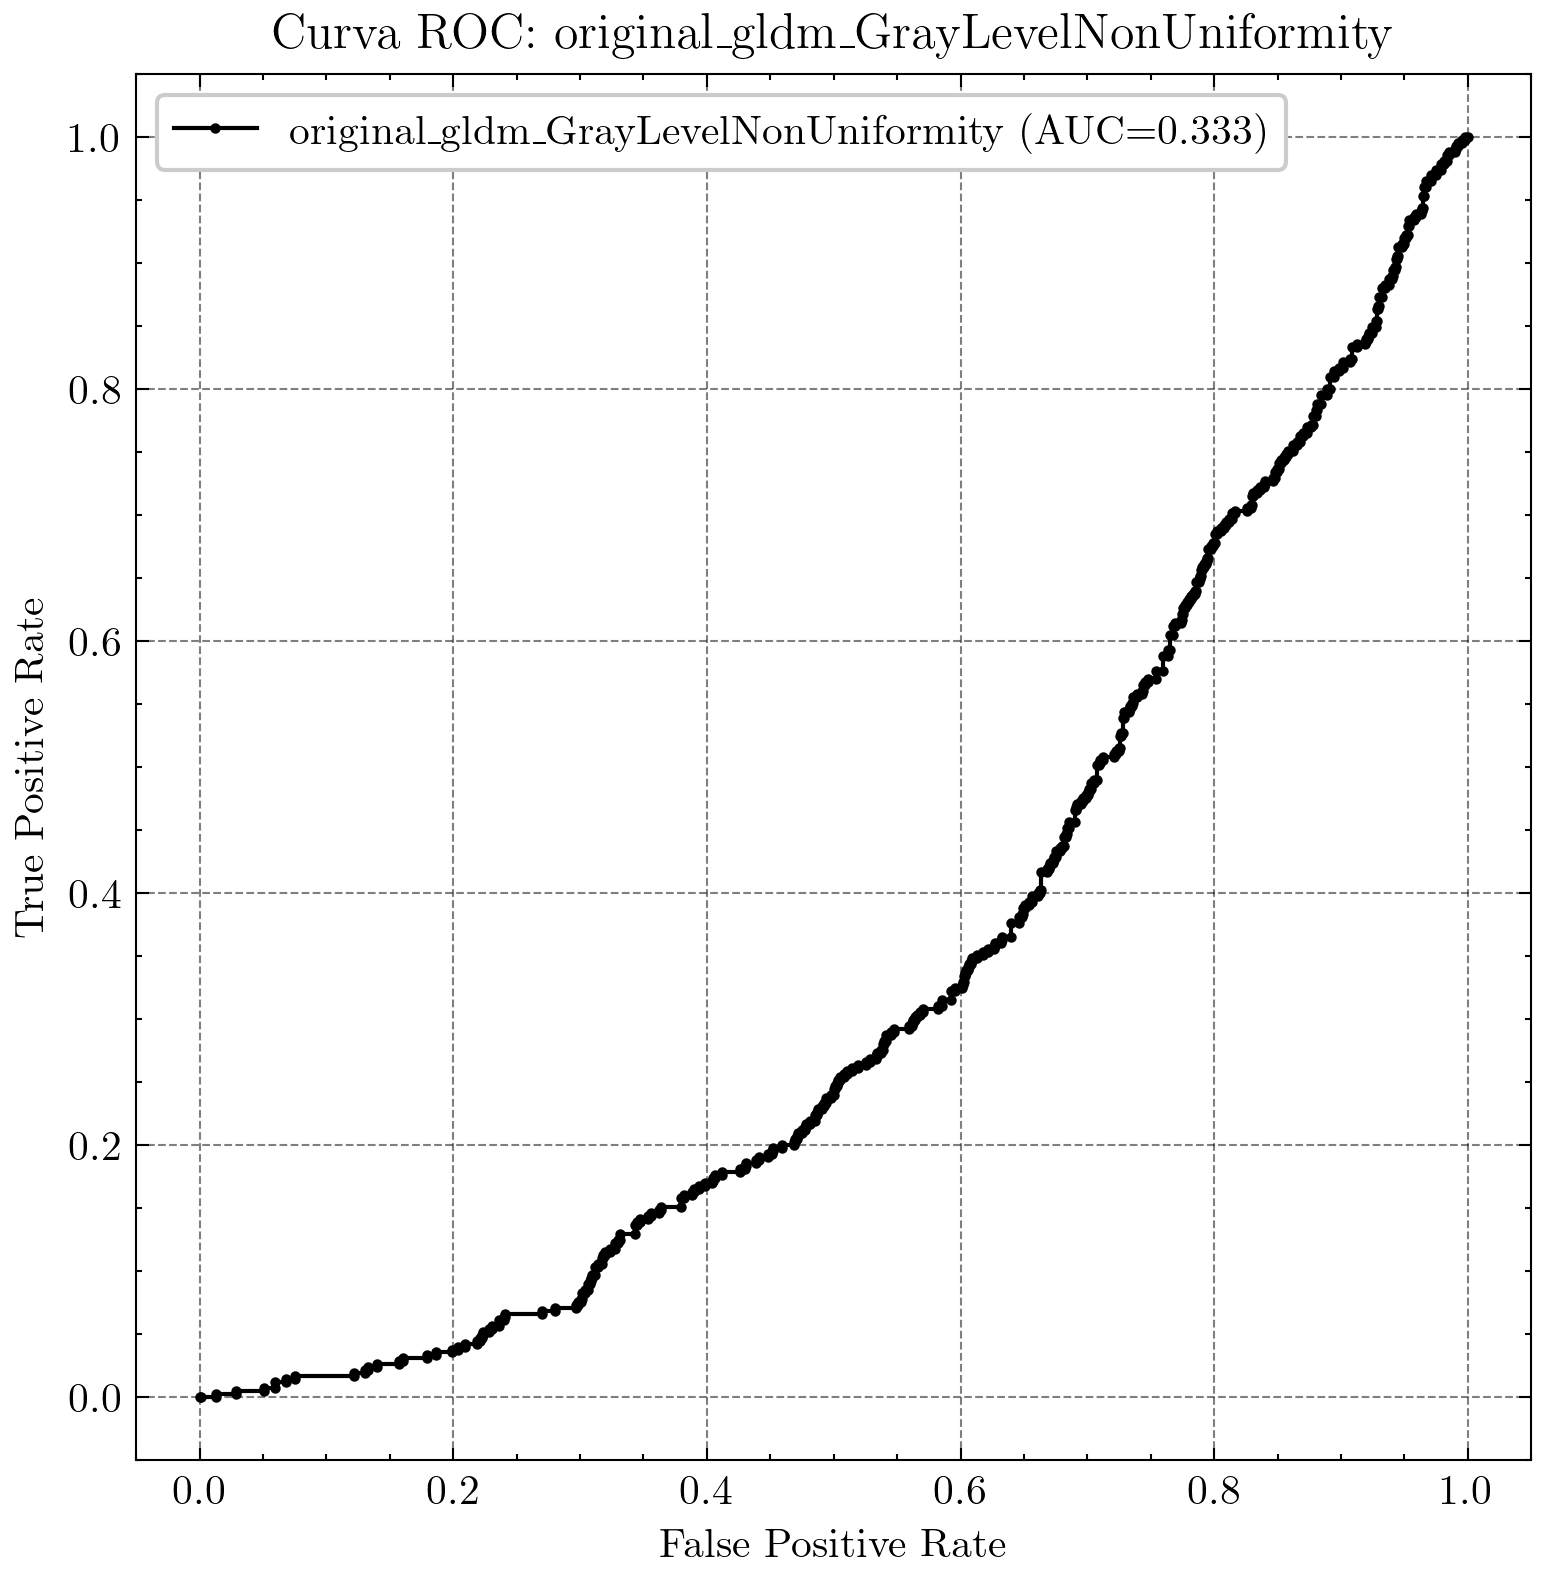 Curva ROC: original_gldm_GrayLevelNonUniformity
original_gldm_GrayLevelNonUniformity (AUC=0.333)
1.0
0.8
0.6
0.4
0.2
0.0
True Positive Rate
0.0 0.2 0.4 0.6 0.8 1.0
False Positive Rate